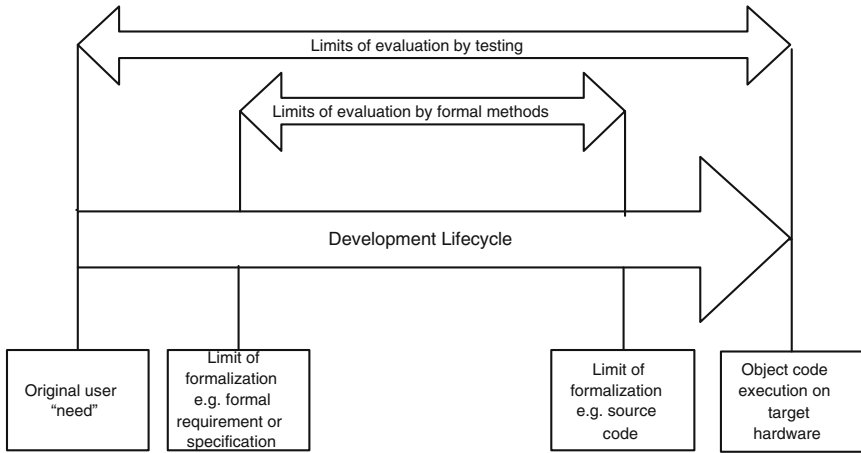 Limits of evaluation by testing
Limits of evaluation by formal methods
Development Lifecycle
Original user
“need”
Limit of
formalization
e.g. formal
requirement or
specification
Limit of
formalization
e.g. source
code
Object code
execution on
target
hardware